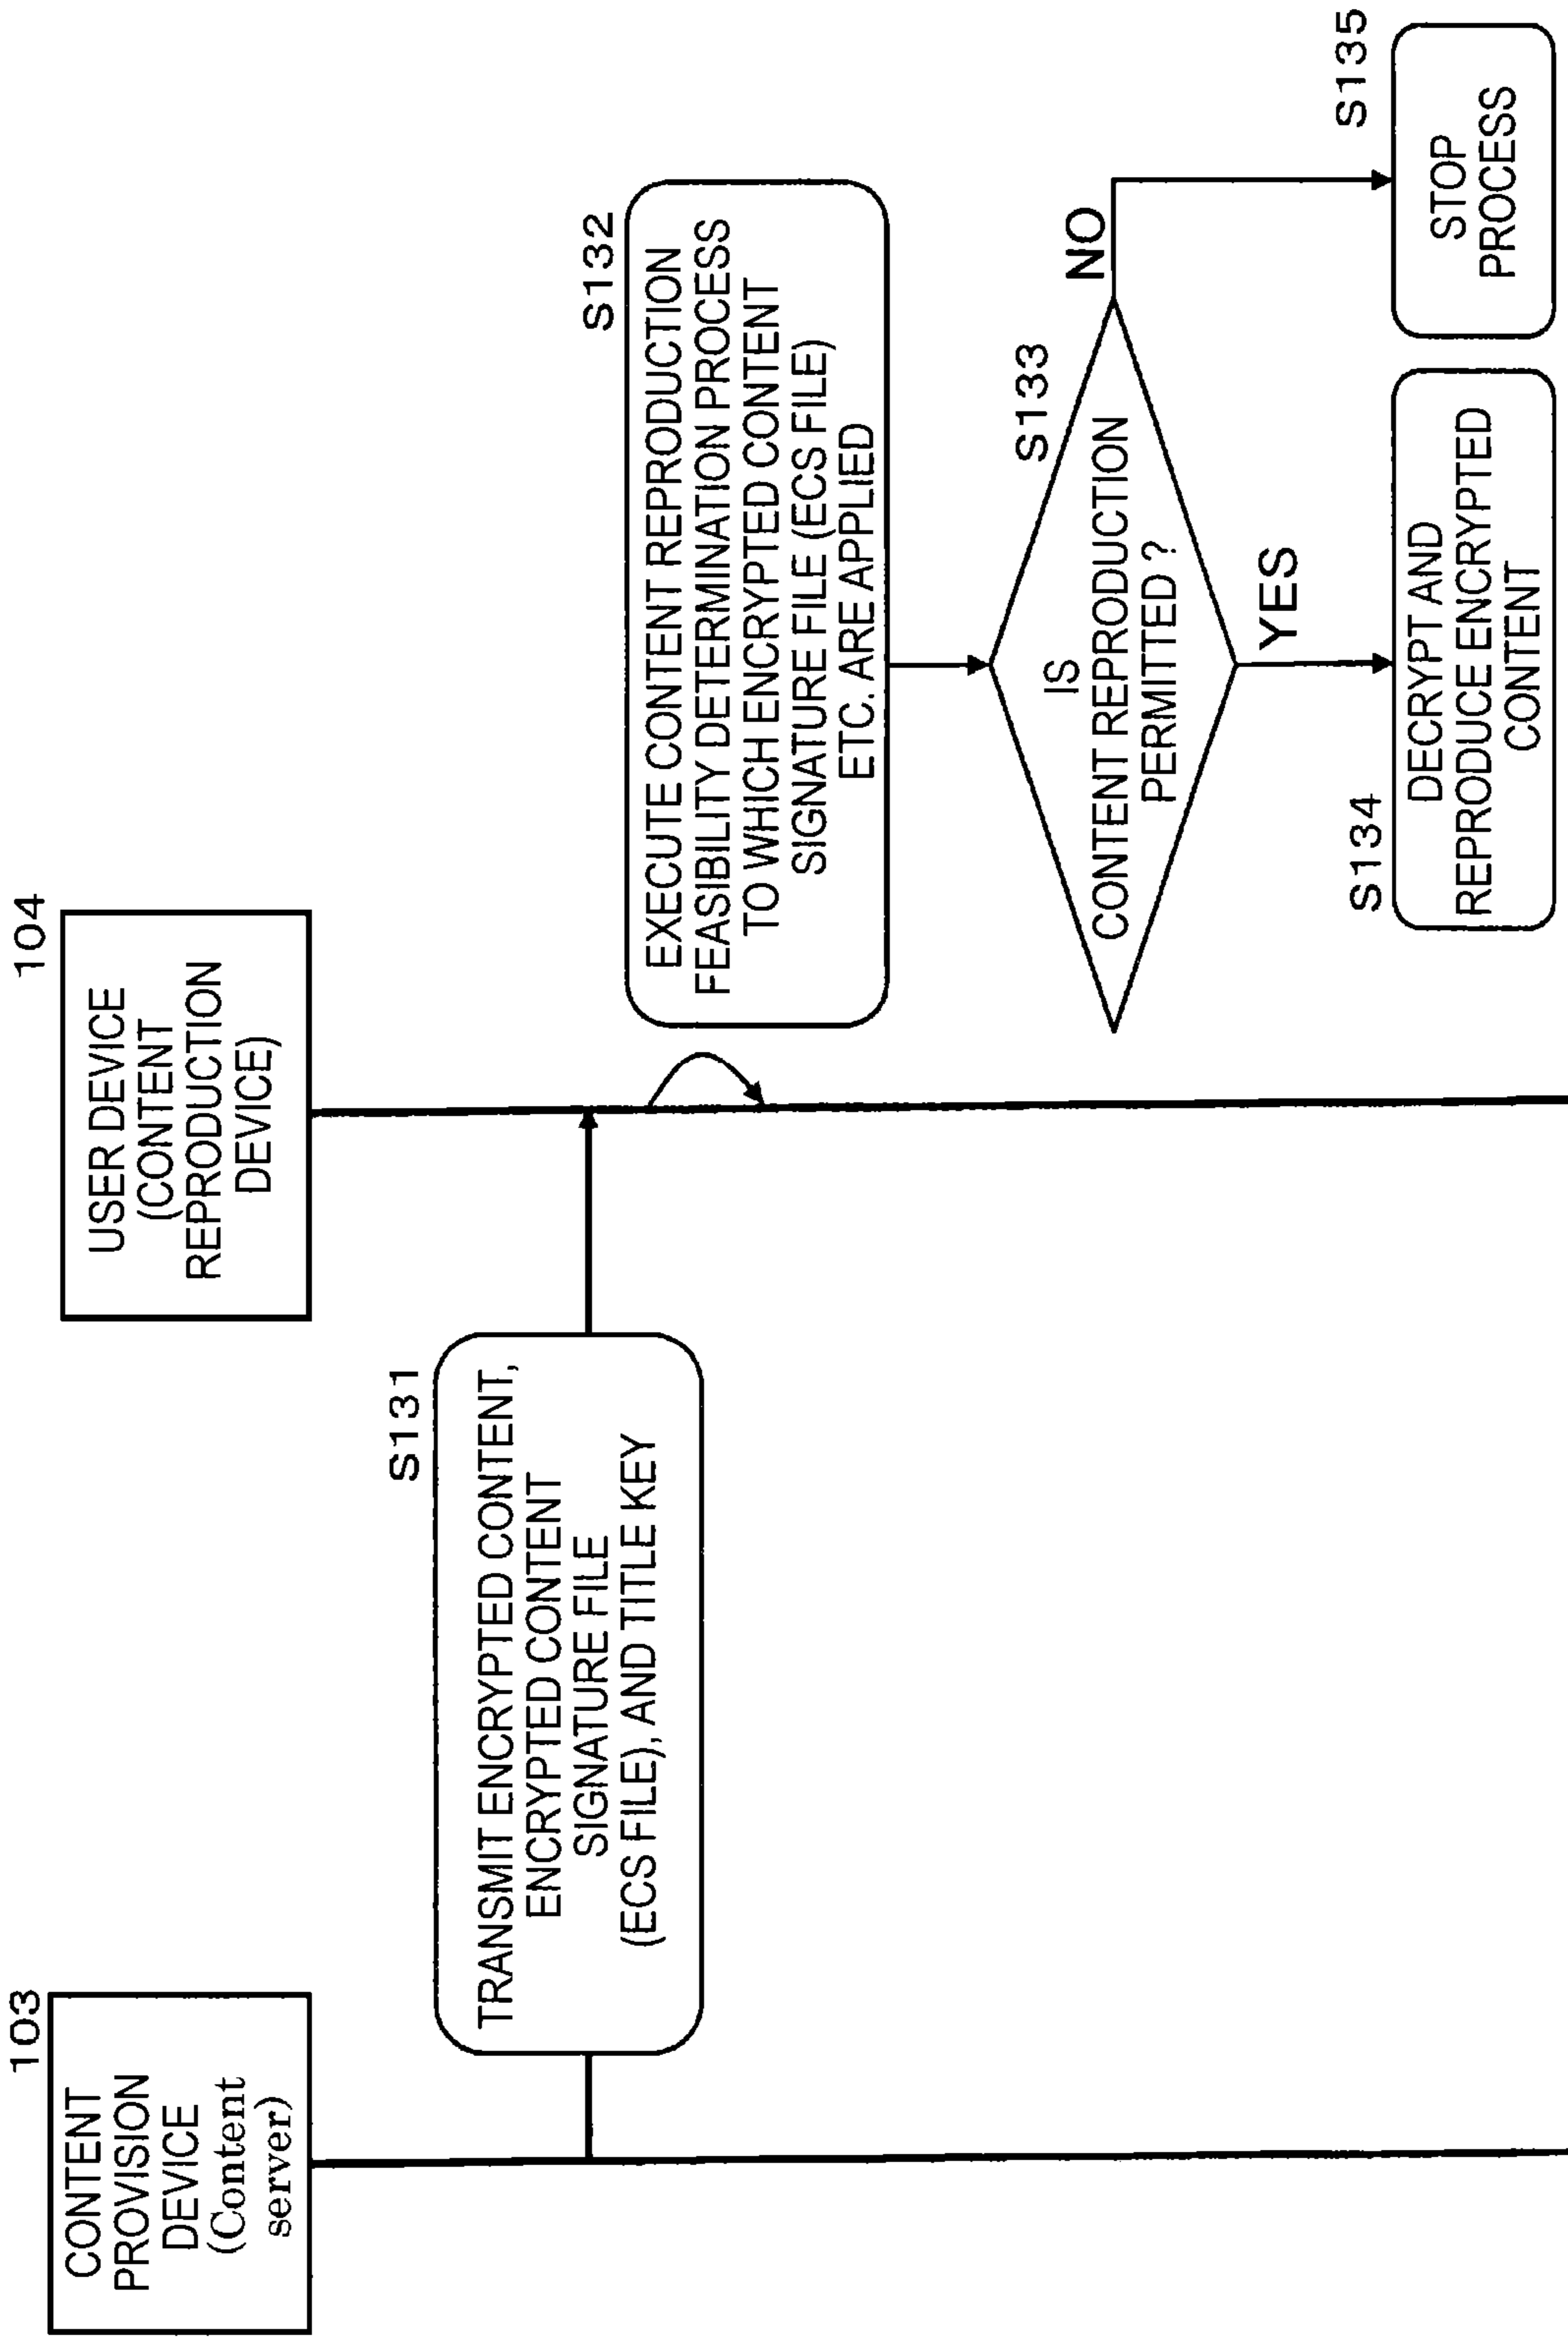 103
CONTENT
PROVISION
DEVICE
(Content
server)
104
USER DEVICE
(CONTENT
REPRODUCTION
DEVICE)
S131
TRANSMIT ENCRYPTED CONTENT,
ENCRYPTED CONTENT
SIGNATURE FILE
(ECS FILE), AND TITLE KEY
S132
EXECUTE CONTENT REPRODUCTION
FEASIBILITY DETERMINATION PROCESS
TO WHICH ENCRYPTED CONTENT
SIGNATURE FILE (ECS FILE)
ETC. ARE APPLIED
S133
IS
CONTENT REPRODUCTION
PERMITTED ?
NO
YES
S134
DECRYPT AND
REPRODUCE ENCRYPTED
CONTENT
S135
STOP
PROCESS